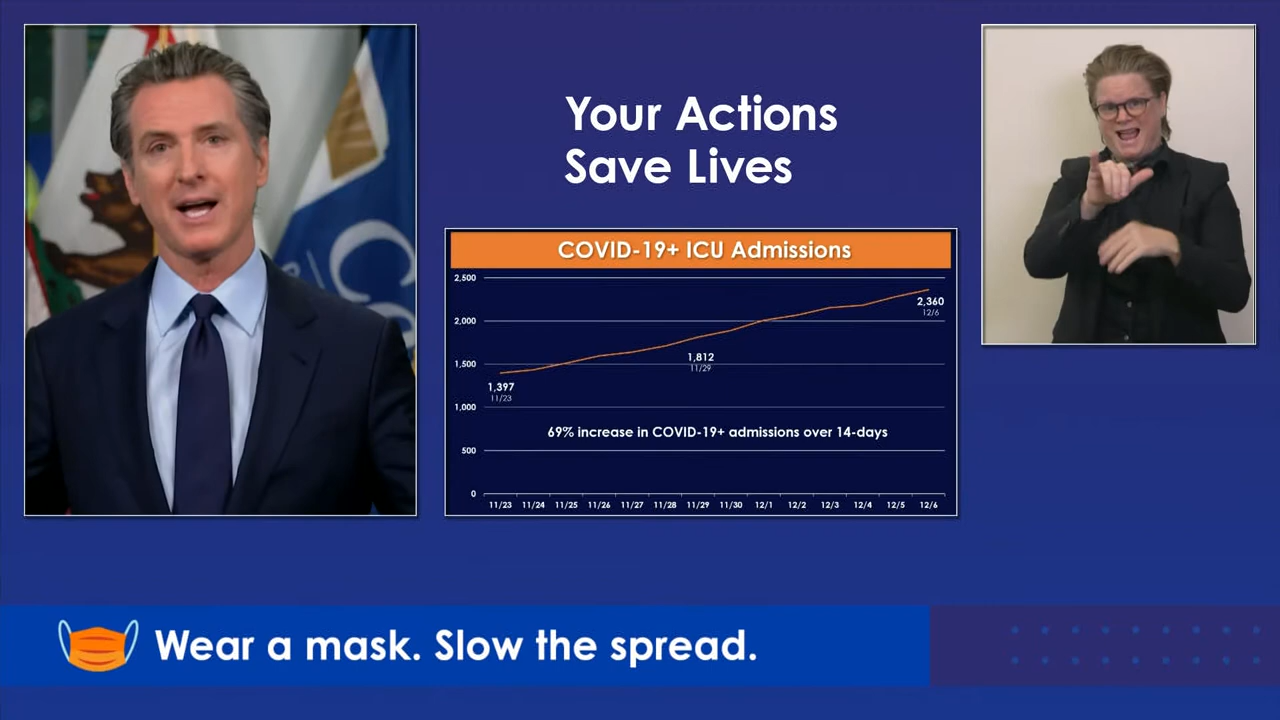 Your Actions
Save Lives
COVID-19+ ICU Admissions
2,500
2,000
1,500
1,000
500
0
1,397
11/23
1,812
11/29
2,360
12/6
69% increase in COVID-19+ admissions over 14-days
11/23 11/24 11/25 11/26 11/27 11/28 11/29 11/30 12/1 12/2 12/3 12/4 12/5 12/6
Wear a mask. Slow the spread.